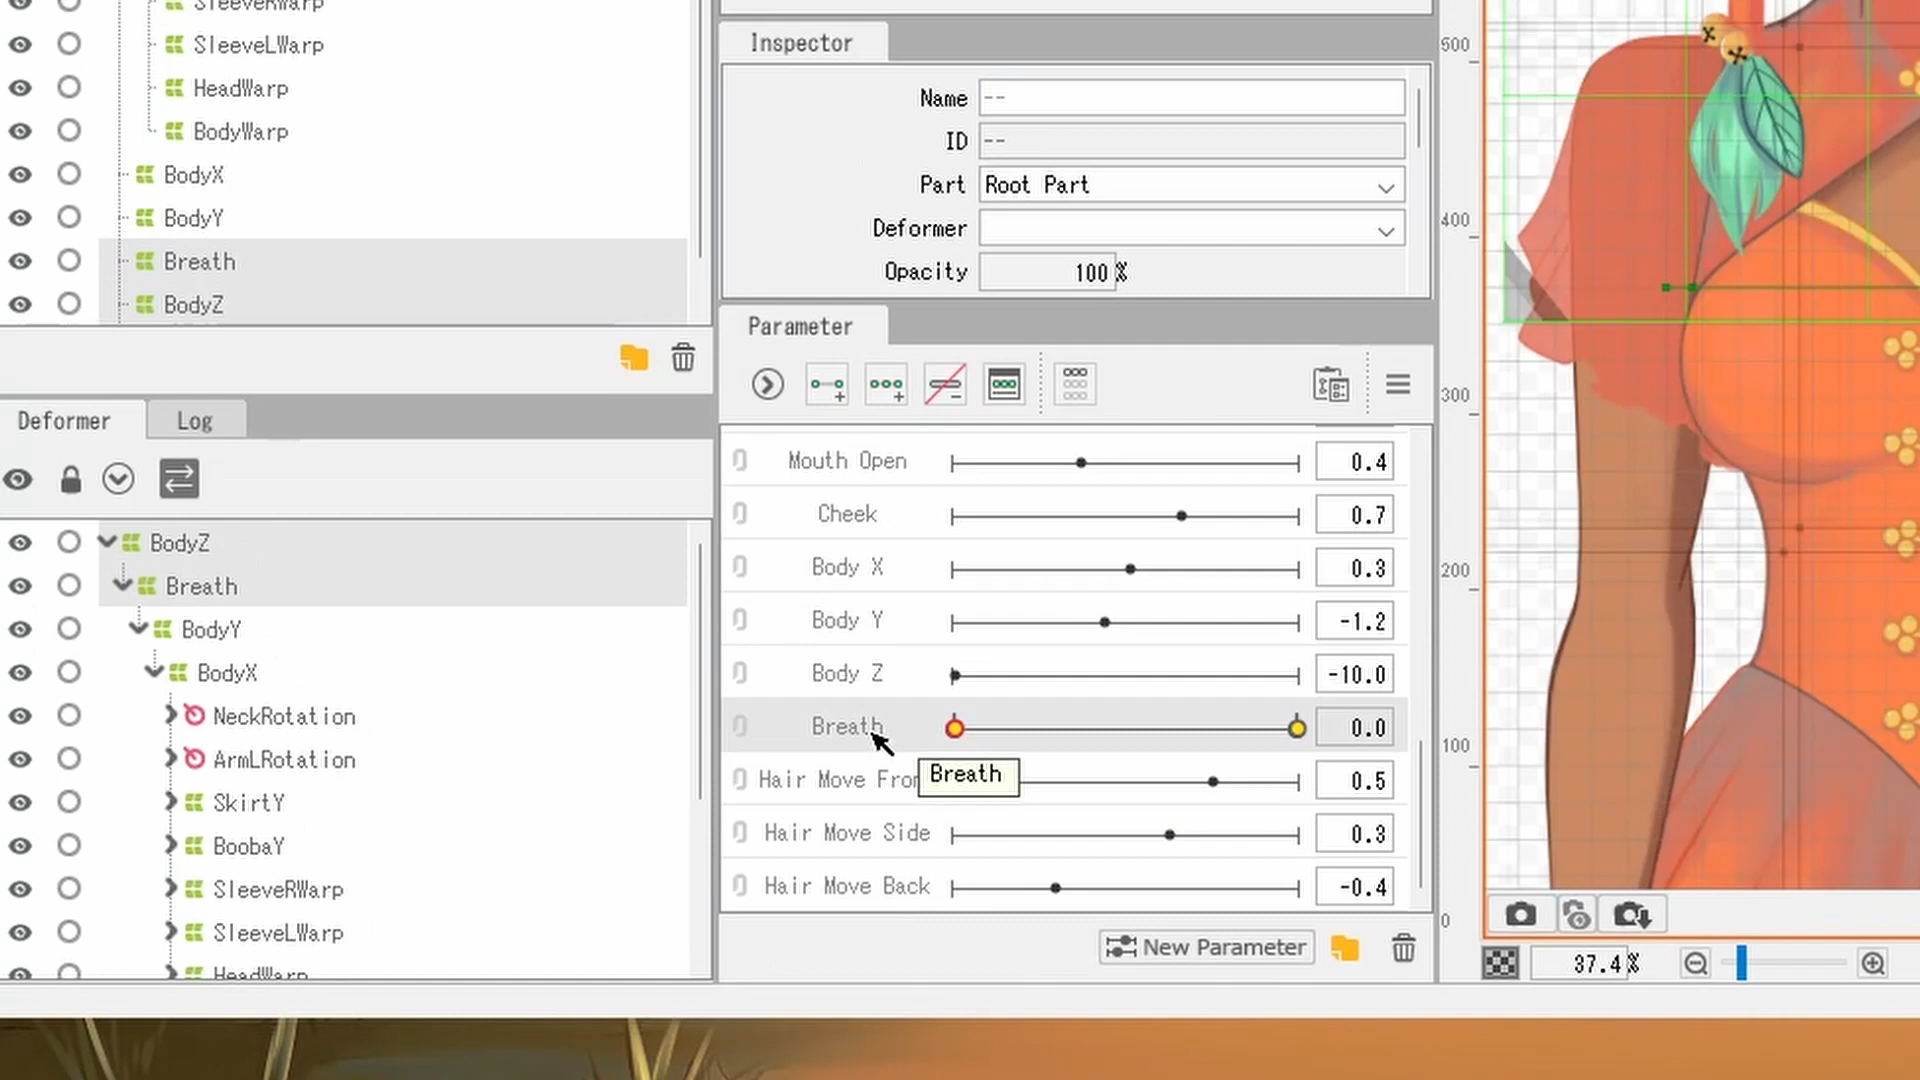 SleeveRWarp
SleeveLWarp
HeadWarp
BodyWarp
BodyX
BodyY
Breath
BodyZ
Deformer
Log
BodyZ
Breath
BodyY
BodyX
NeckRotation
ArmLRotation
SkirtY
BoobaY
SleeveRWarp
SleeveLWarp
HeadWarp
Inspector
Name --
ID --
Part Root Part
Deformer
Opacity 100 %
Parameter
Mouth Open 0.4
Cheek 0.7
Body X 0.3
Body Y -1.2
Body Z -10.0
Breath 0.0
Breath
Hair Move Fron 0.5
Hair Move Side 0.3
Hair Move Back -0.4
New Parameter
500
400
300
200
100
0
37.4 %